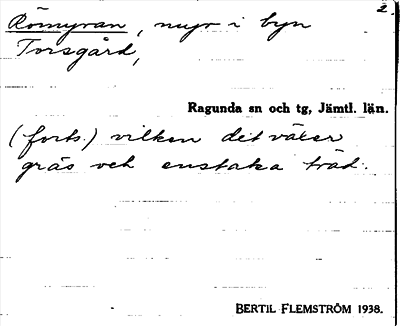 2.
Römyran, myr i byn
Torsgård,
Ragunda sn och tg, Jämtl. län.
(forts.) vilken det växer
gräs och enstaka träd.
BERTIL FLEMSTRÖM 1938.